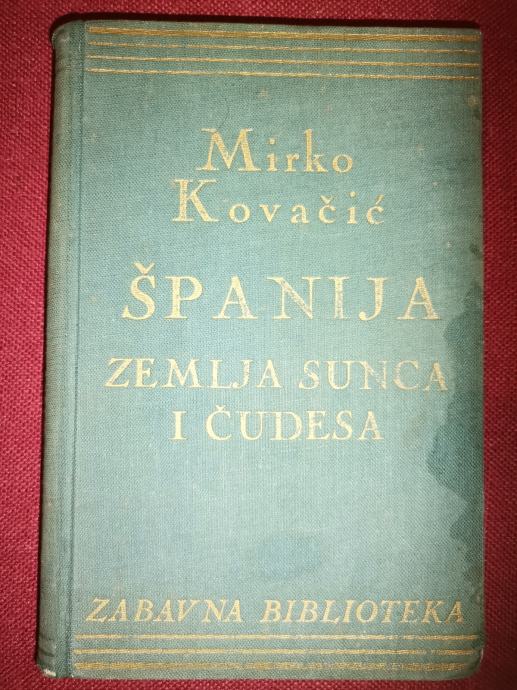 Mirko
Kovačić
ŠPANIJA
ZEMLJA SUNCA
I ČUDESA
ZABAVNA BIBLIOTEKA